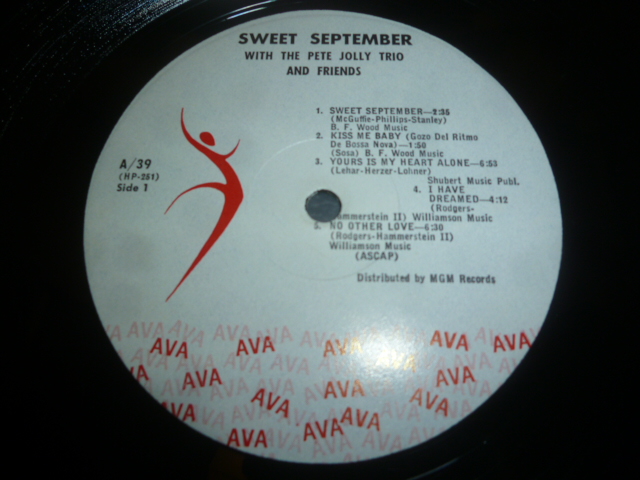 SWEET SEPTEMBER
WITH THE PETE JOLLY TRIO
AND FRIENDS
A/39
(HP-261)
Side 1
1. SWEET SEPTEMBER—2:35
(McGuffie-Phillips-Stanley)
B. F. Wood Music
2. KISS ME BABY (Gozo Del Ritmo
De Bossa Nova)—1:50
(Sosa) B. F. Wood Music
3. YOURS IS MY HEART ALONE—6:53
(Lehar-Herzer-Lohner)
Shubert Music Publ.
4. I HAVE
DREAMED—4:12
(Rodgers-
Hammerstein II) Williamson Music
5. NO OTHER LOVE—6:30
(Rodgers-Hammerstein II)
Williamson Music
(ASCAP)
Distributed by MGM Records
AVA AVA AVA AVA AVA
AVA AVA AVA
AVA AVA AVA AVA
AVA AVA AVA